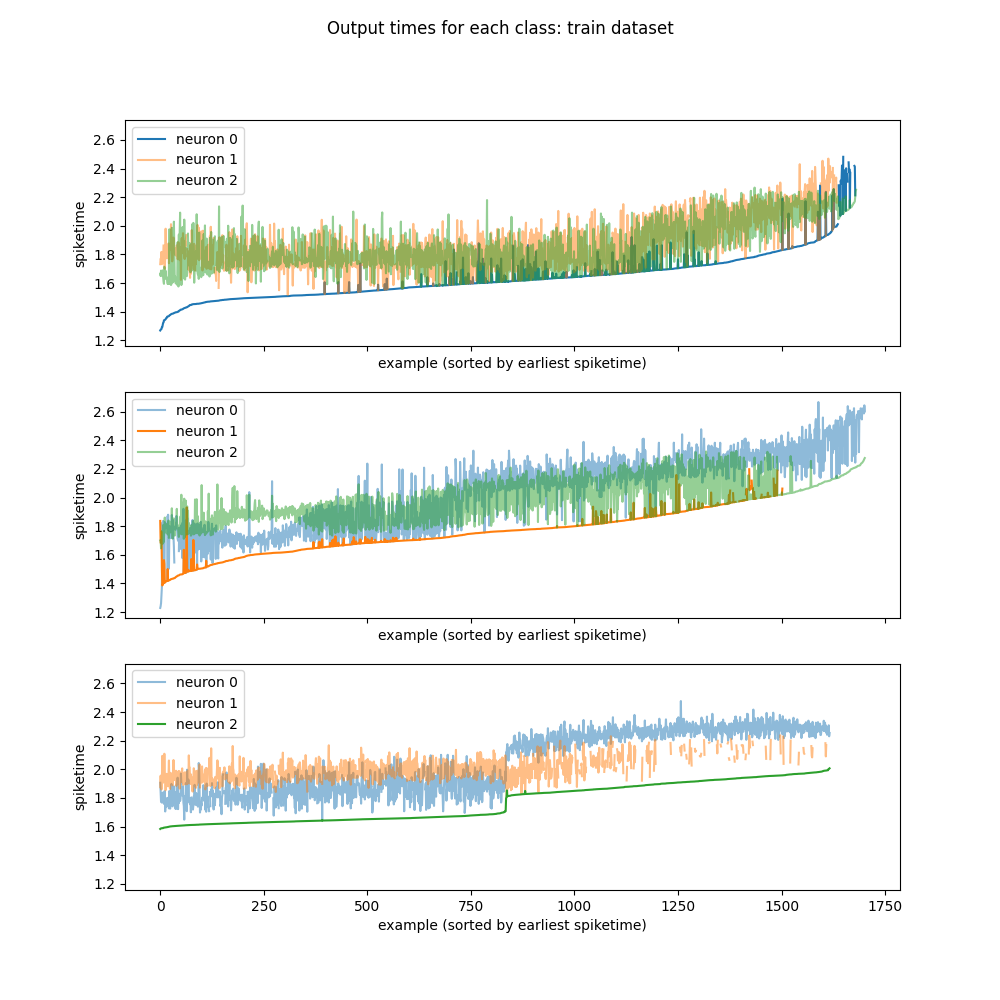 Output times for each class: train dataset
2.6
2.4
2.2
2.0
1.8
1.6
1.4
1.2
spiketime
neuron 0
neuron 1
neuron 2
example (sorted by earliest spiketime)
2.6
2.4
2.2
2.0
1.8
1.6
1.4
1.2
spiketime
neuron 0
neuron 1
neuron 2
example (sorted by earliest spiketime)
2.6
2.4
2.2
2.0
1.8
1.6
1.4
1.2
spiketime
neuron 0
neuron 1
neuron 2
0 250 500 750 1000 1250 1500 1750
example (sorted by earliest spiketime)